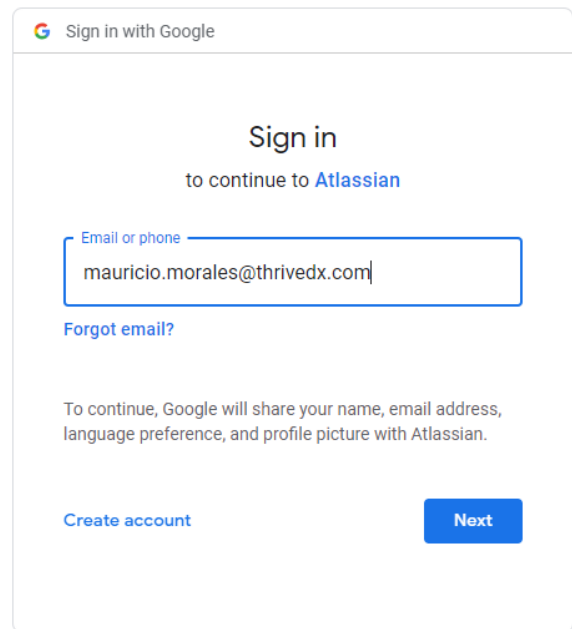 Sign in with Google
Sign in
to continue to Atlassian
Email or phone
mauricio.morales@thrivedx.com
Forgot email?
To continue, Google will share your name, email address,
language preference, and profile picture with Atlassian.
Create account
Next